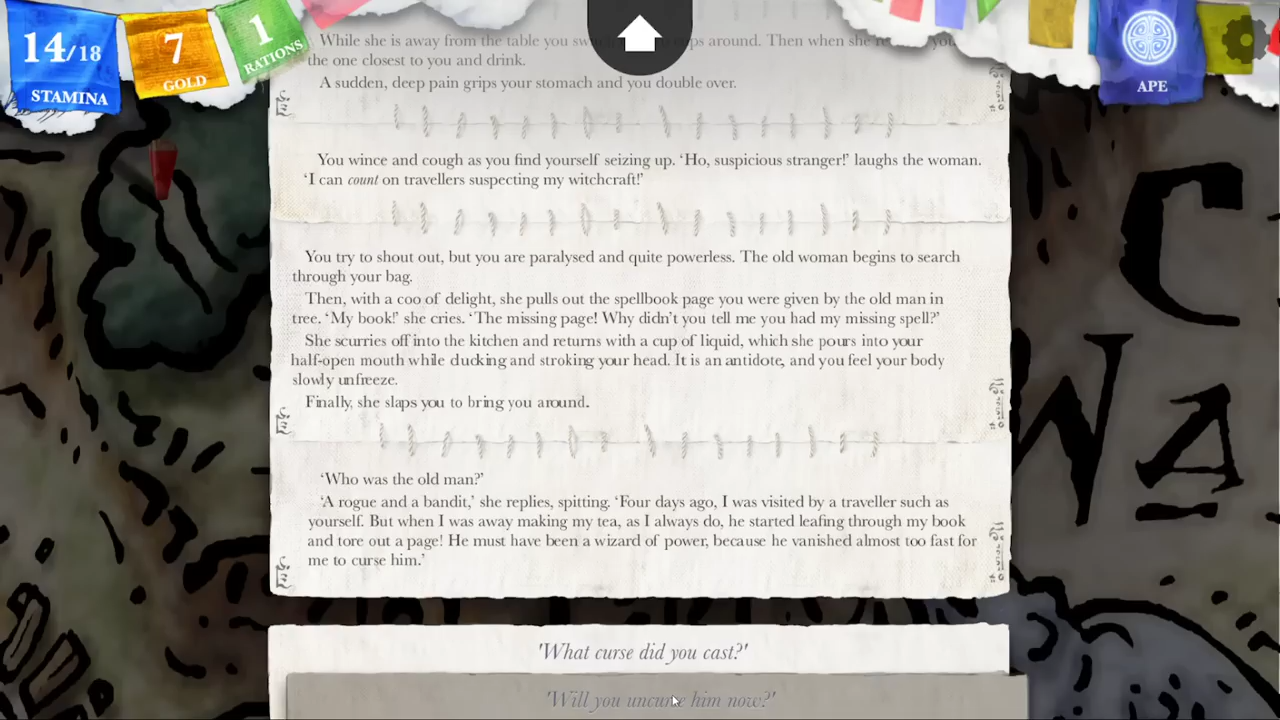 14/18
STAMINA
7
GOLD
1
RATIONS
APE
While she is away from the table you
around. Then when she
the one closest to you and drink.
A sudden, deep pain grips your stomach and you double over.
You wince and cough as you find yourself seizing up. ‘Ho, suspicious stranger!’ laughs the woman.
‘I can count on travellers suspecting my witchcraft!’
You try to shout out, but you are paralysed and quite powerless. The old woman begins to search
through your bag.
Then, with a coo of delight, she pulls out the spellbook page you were given by the old man in
tree. ‘My book!’ she cries. ‘The missing page! Why didn’t you tell me you had my missing spell?’
She scurries off into the kitchen and returns with a cup of liquid, which she pours into your
half-open mouth while clucking and stroking your head. It is an antidote, and you feel your body
slowly unfreeze.
Finally, she slaps you to bring you around.
‘Who was the old man?’
‘A rogue and a bandit,’ she replies, spitting. ‘Four days ago, I was visited by a traveller such as
yourself. But when I was away making my tea, as I always do, he started leafing through my book
and tore out a page! He must have been a wizard of power, because he vanished almost too fast for
me to curse him.’
'What curse did you cast?'
'Will you uncurse him now?'
C
Wa